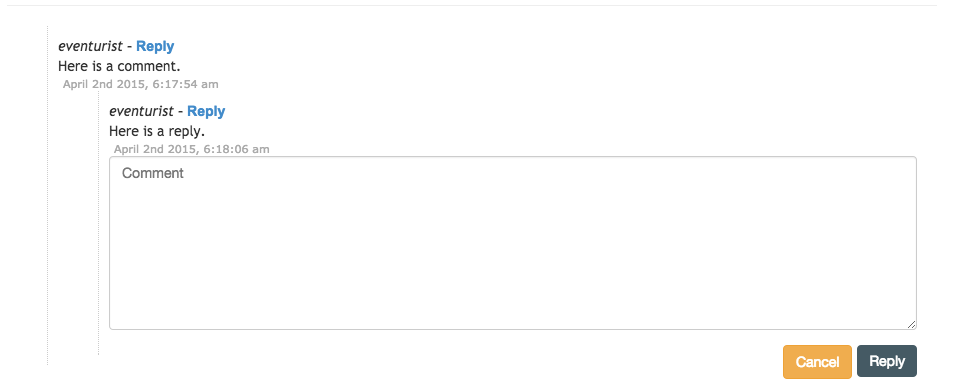 eventurist - Reply
Here is a comment.
April 2nd 2015, 6:17:54 am
eventurist - Reply
Here is a reply.
April 2nd 2015, 6:18:06 am
Comment
Cancel Reply